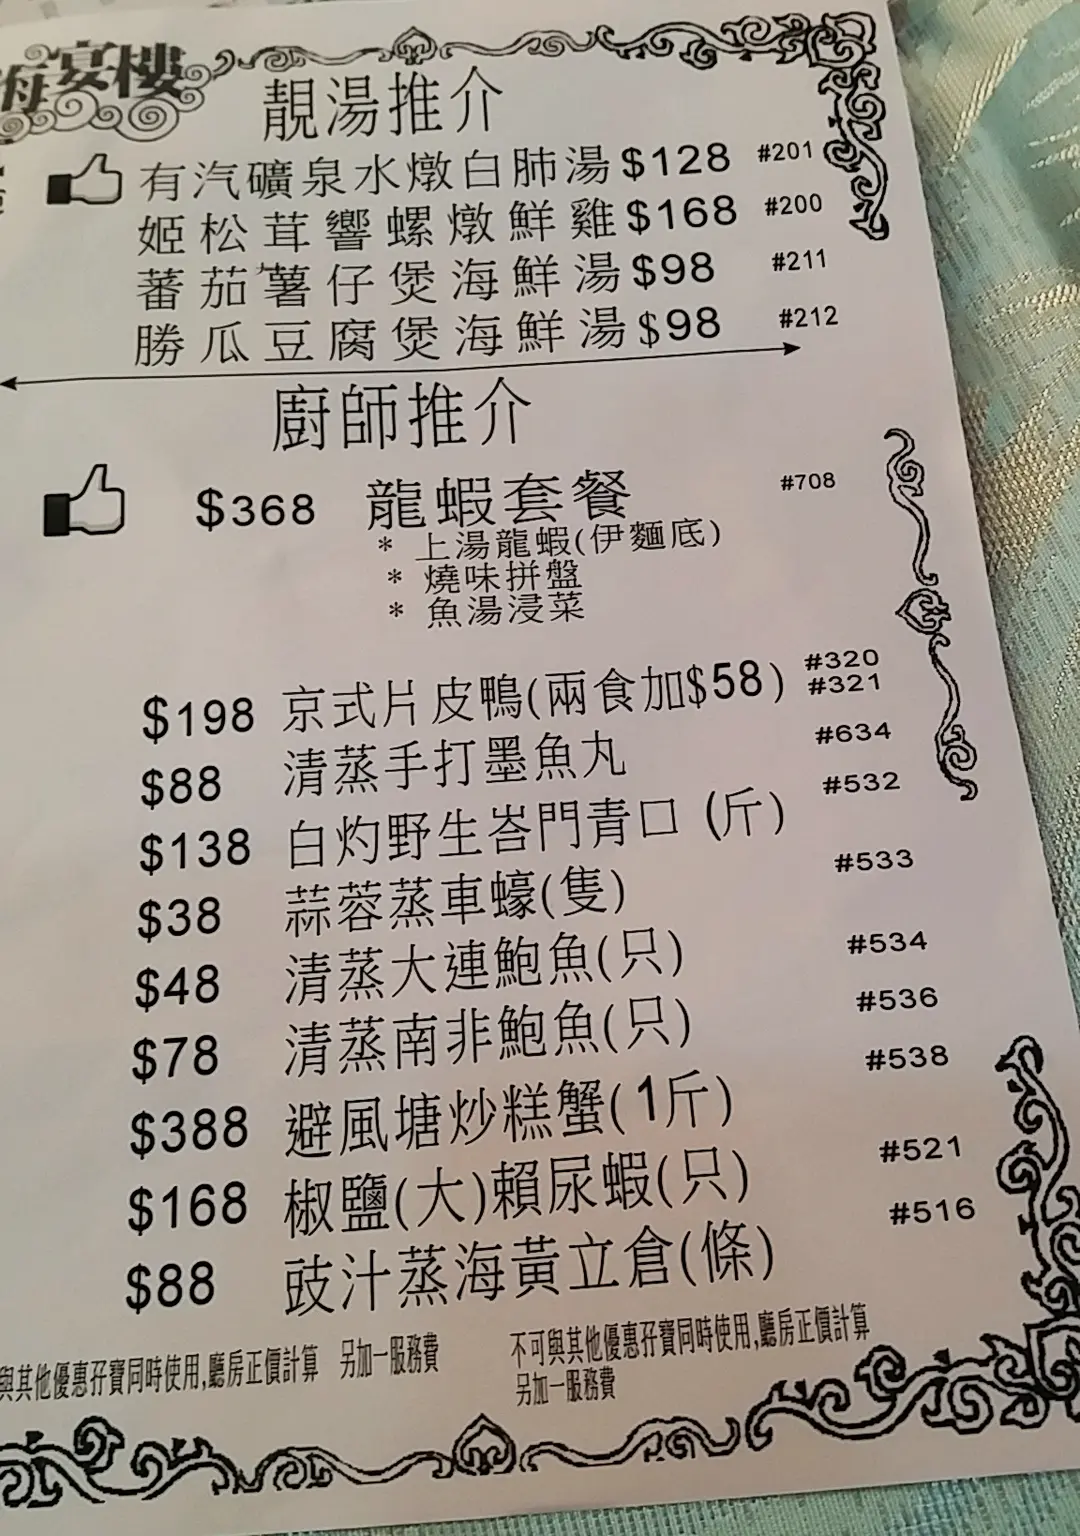 海宴樓
靚湯推介
有汽礦泉水燉白肺湯 $128 #201
姬松茸響螺燉鮮雞 $168 #200
蕃茄薯仔煲海鮮湯 $98 #211
勝瓜豆腐煲海鮮湯 $98 #212
廚師推介
$368 龍蝦套餐 #708
* 上湯龍蝦(伊麵底)
* 燒味拼盤
* 魚湯浸菜
#320
$198 京式片皮鴨(兩食加$58) #321
$88 清蒸手打墨魚丸 #634
$138 白灼野生峇門青口 (斤) #532
$38 蒜蓉蒸車蠔(隻) #533
$48 清蒸大連鮑魚(只) #534
$78 清蒸南非鮑魚(只) #536
$388 避風塘炒糕蟹(1斤) #538
$168 椒鹽(大)賴尿蝦(只) #521
$88 豉汁蒸海黃立倉(條) #516
與其他優惠孖寶同時使用,廳房正價計算 另加一服務費
不可與其他優惠孖寶同時使用,廳房正價計算
另加一服務費